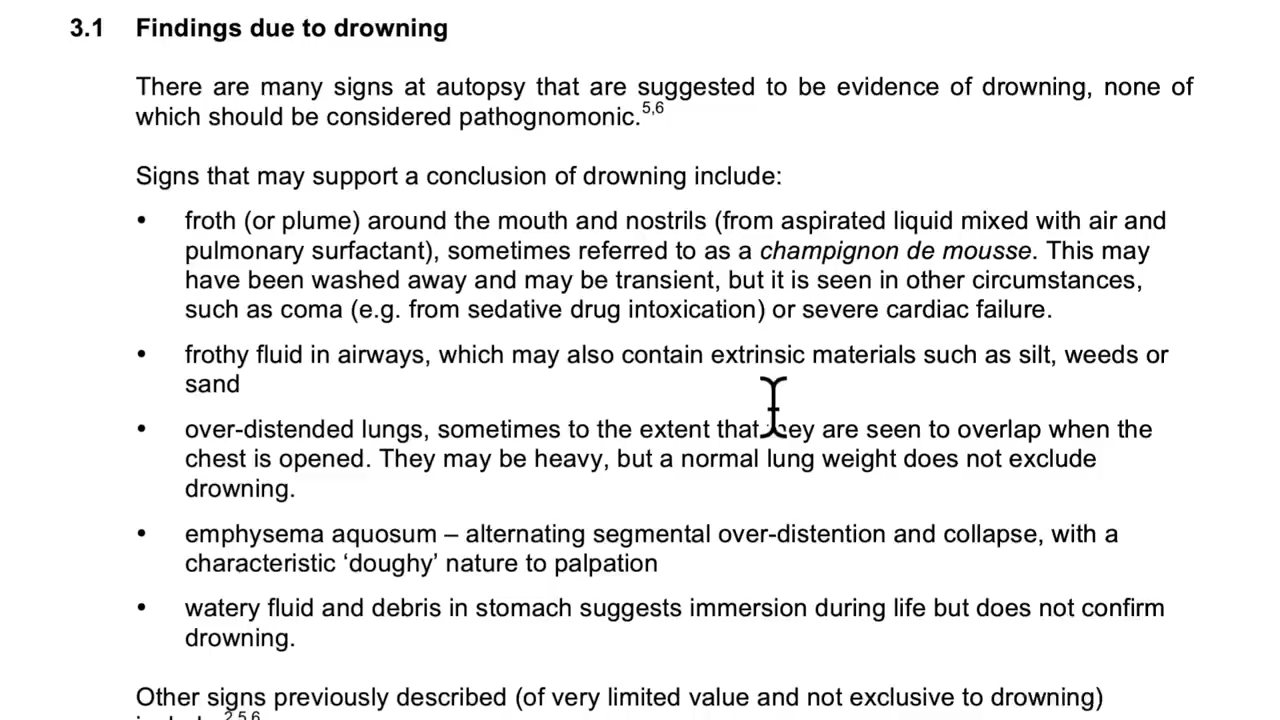 3.1 Findings due to drowning
There are many signs at autopsy that are suggested to be evidence of drowning, none of
which should be considered pathognomonic.5,6
Signs that may support a conclusion of drowning include:
• froth (or plume) around the mouth and nostrils (from aspirated liquid mixed with air and
pulmonary surfactant), sometimes referred to as a champignon de mousse. This may
have been washed away and may be transient, but it is seen in other circumstances,
such as coma (e.g. from sedative drug intoxication) or severe cardiac failure.
• frothy fluid in airways, which may also contain extrinsic materials such as silt, weeds or
sand
• over-distended lungs, sometimes to the extent that they are seen to overlap when the
chest is opened. They may be heavy, but a normal lung weight does not exclude
drowning.
• emphysema aquosum – alternating segmental over-distention and collapse, with a
characteristic ‘doughy’ nature to palpation
• watery fluid and debris in stomach suggests immersion during life but does not confirm
drowning.
Other signs previously described (of very limited value and not exclusive to drowning)
2,5,6